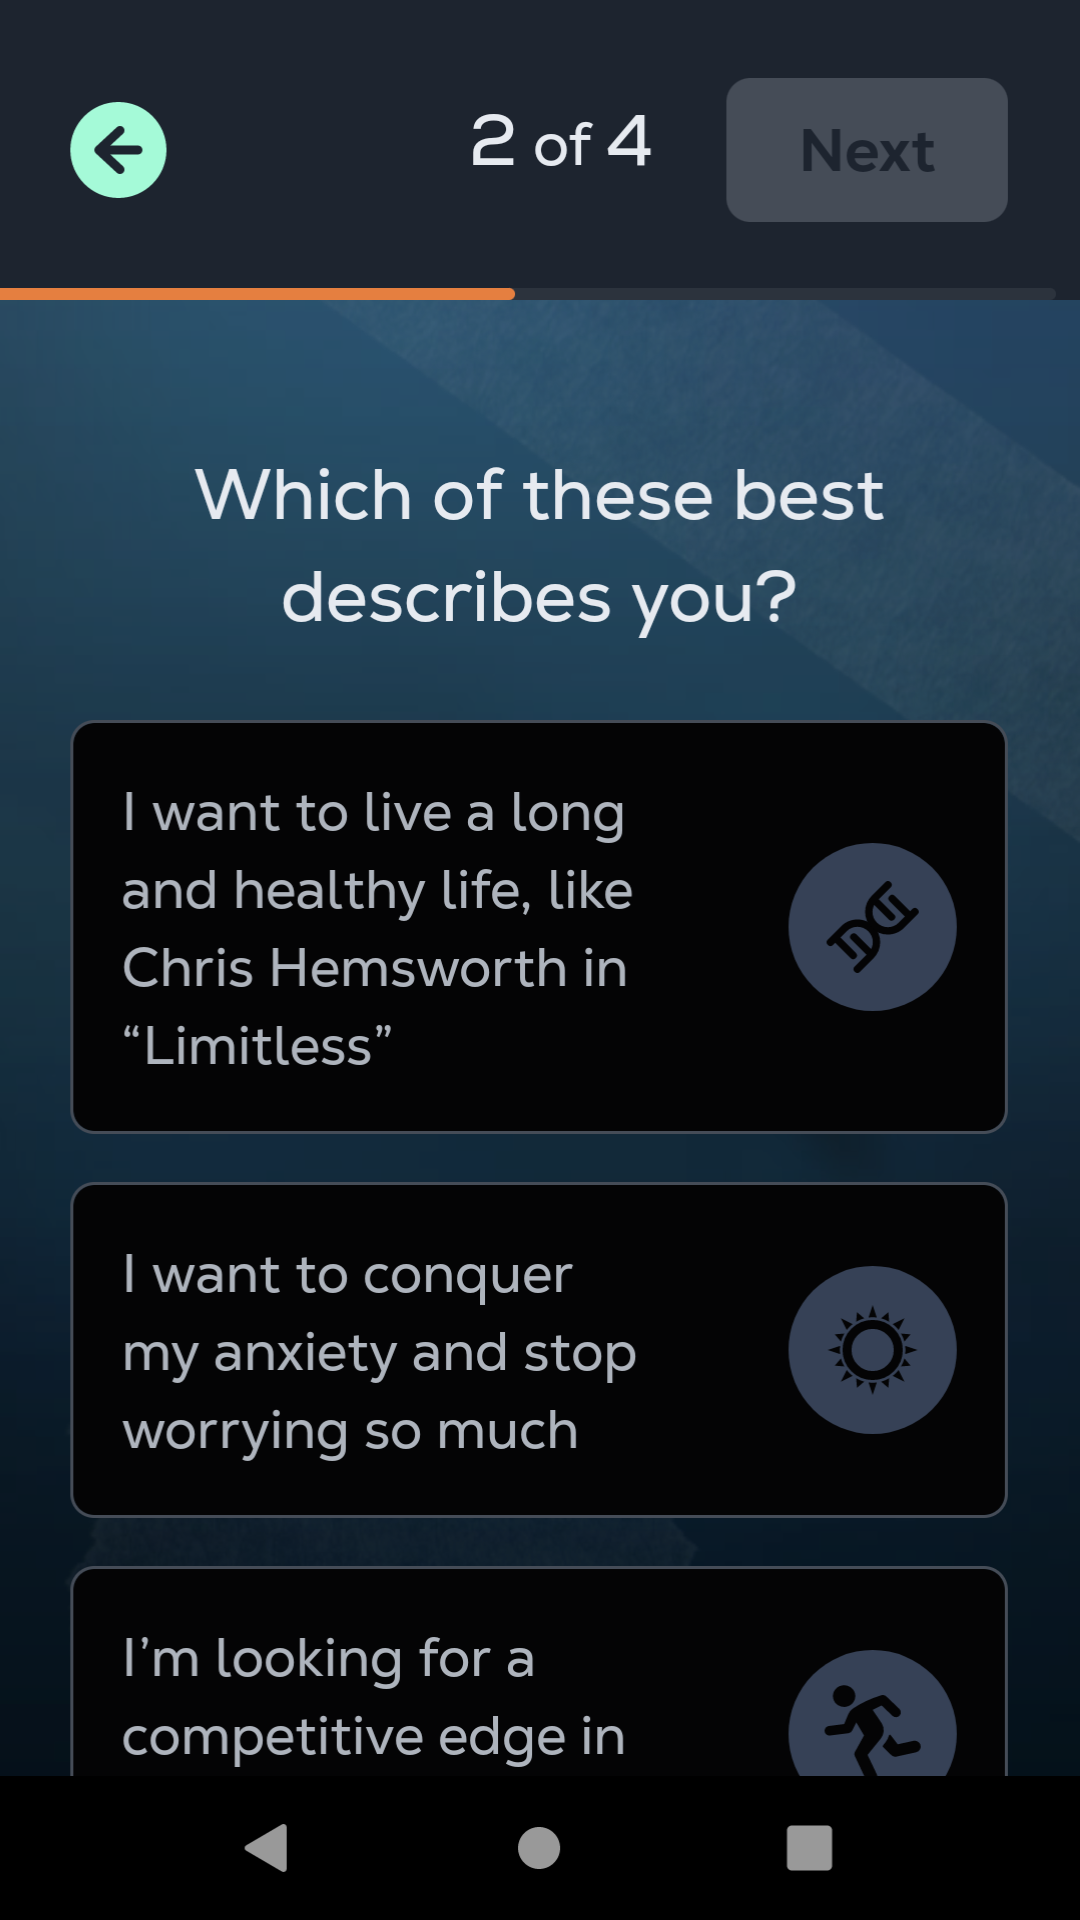 2 of 4
Next
Which of these best
describes you?
I want to live a long
and healthy life, like
Chris Hemsworth in
“Limitless”
I want to conquer
my anxiety and stop
worrying so much
I’m looking for a
competitive edge in